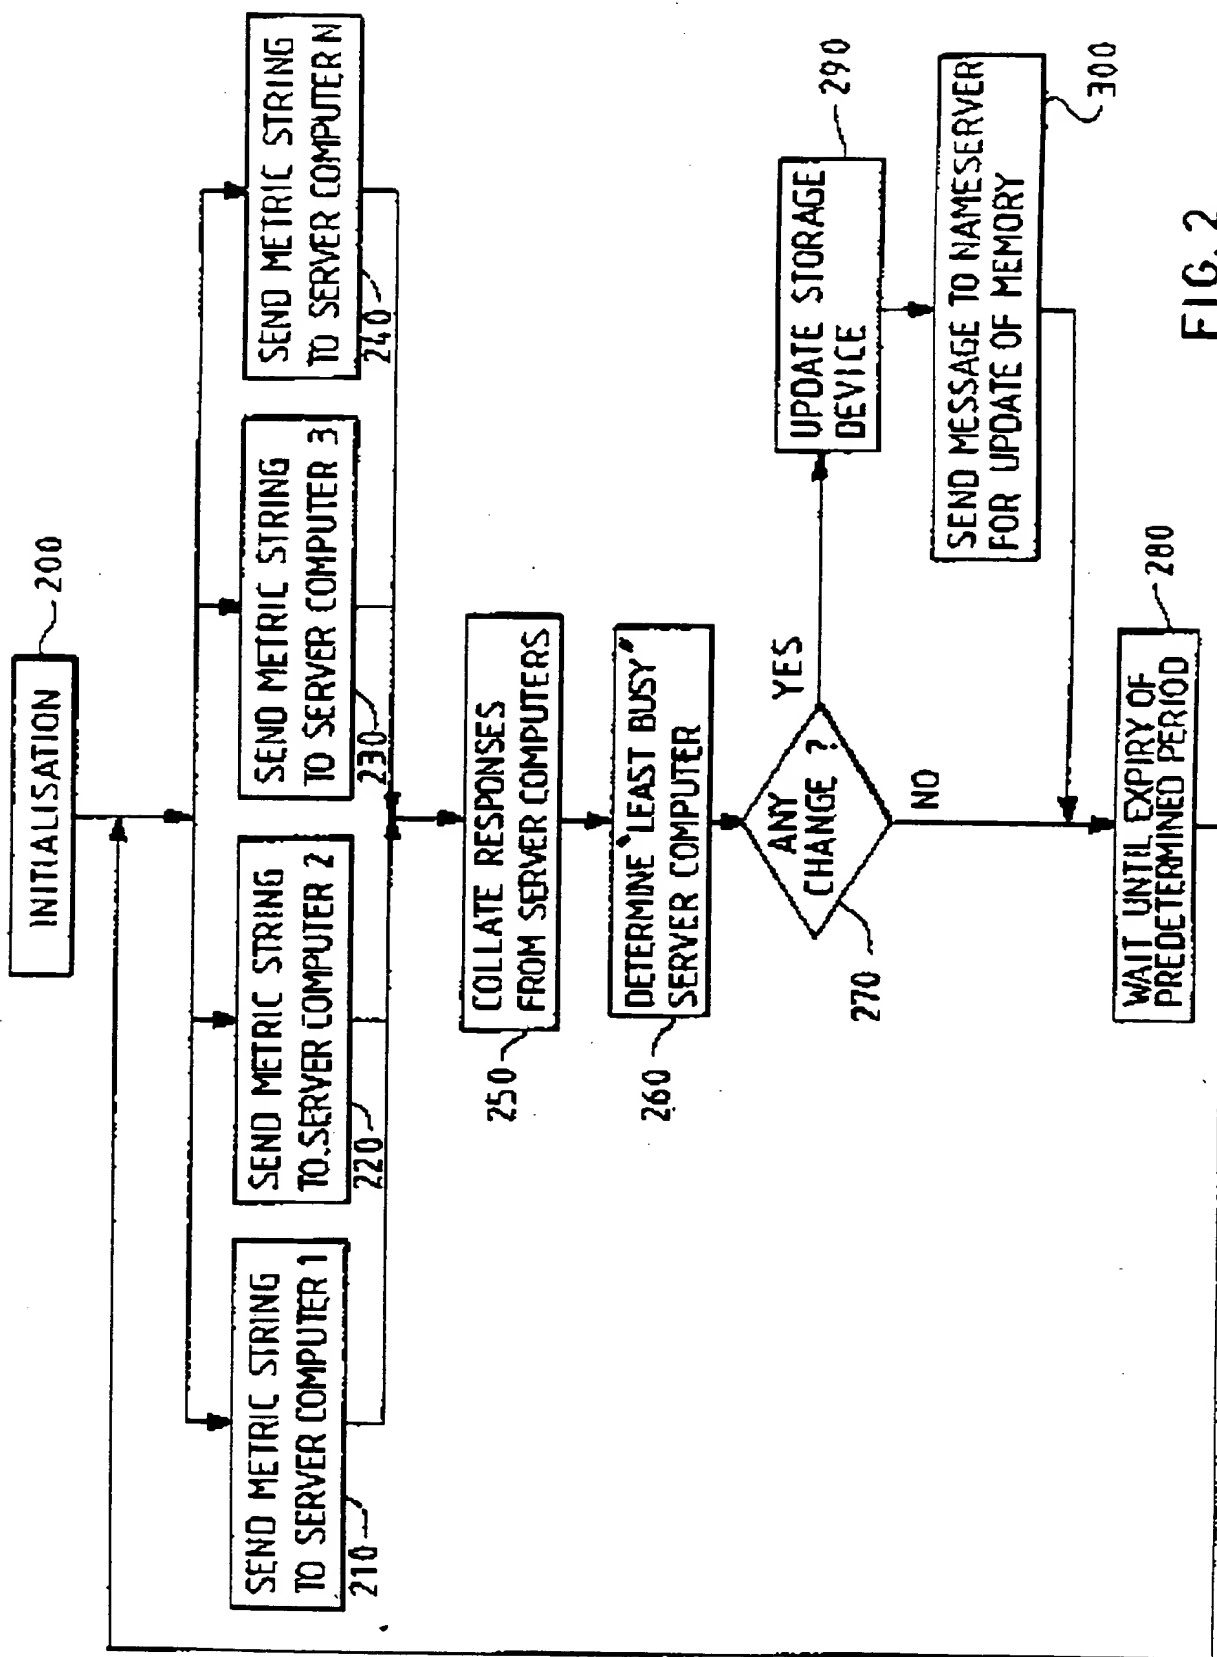 INITIALISATION
200
SEND METRIC STRING
TO SERVER COMPUTER 1
210
SEND METRIC STRING
TO.SERVER COMPUTER 2
220
SEND METRIC STRING
TO SERVER COMPUTER 3
230
SEND METRIC STRING
TO SERVER COMPUTER N
240
COLLATE RESPONSES
FROM SERVER COMPUTERS
250
DETERMINE "LEAST BUSY"
SERVER COMPUTER
260
ANY
CHANGE ?
270
YES
NO
UPDATE STORAGE
DEVICE
290
SEND MESSAGE TO NAMESERVER
FOR UPDATE OF MEMORY
300
WAIT UNTIL EXPIRY OF
PREDETERMINED PERIOD
280
FIG. 2